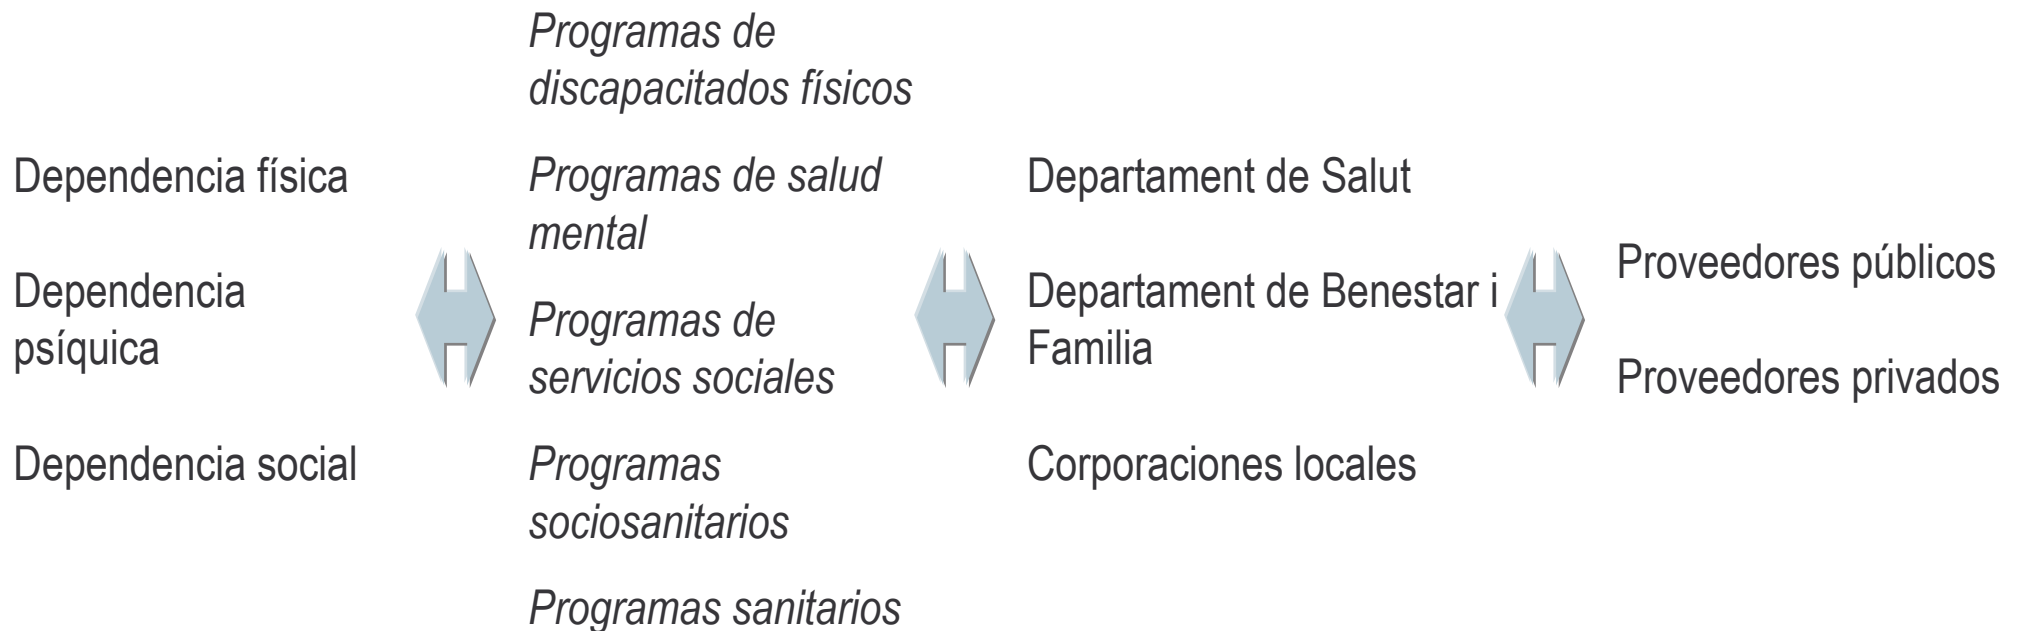 Dependencia física
Dependencia
psíquica
Dependencia social
Programas de
discapacitados físicos
Programas de salud
mental
Programas de
servicios sociales
Programas
sociosanitarios
Programas sanitarios
Departament de Salut
Departament de Benestar i
Familia
Corporaciones locales
Proveedores públicos
Proveedores privados